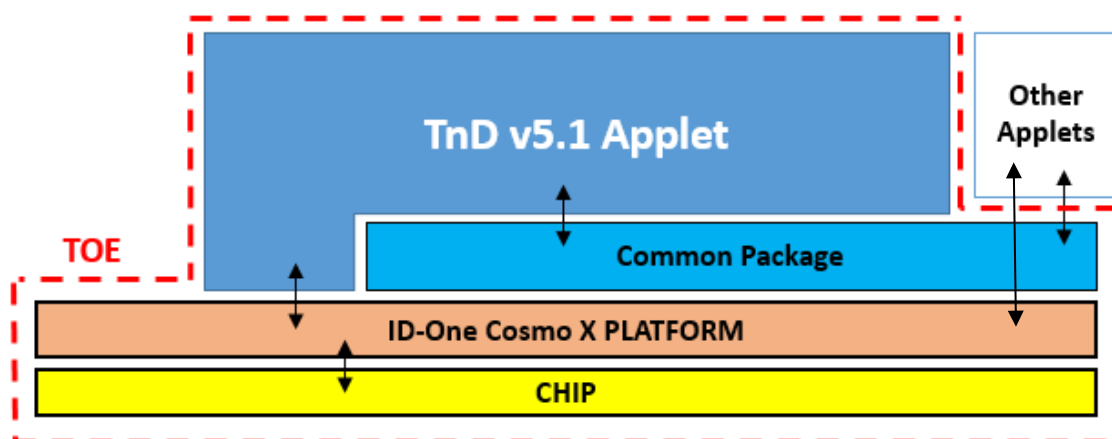 TnD v5.1 Applet
Other
Applets
TOE
Common Package
ID-One Cosmo X PLATFORM
CHIP